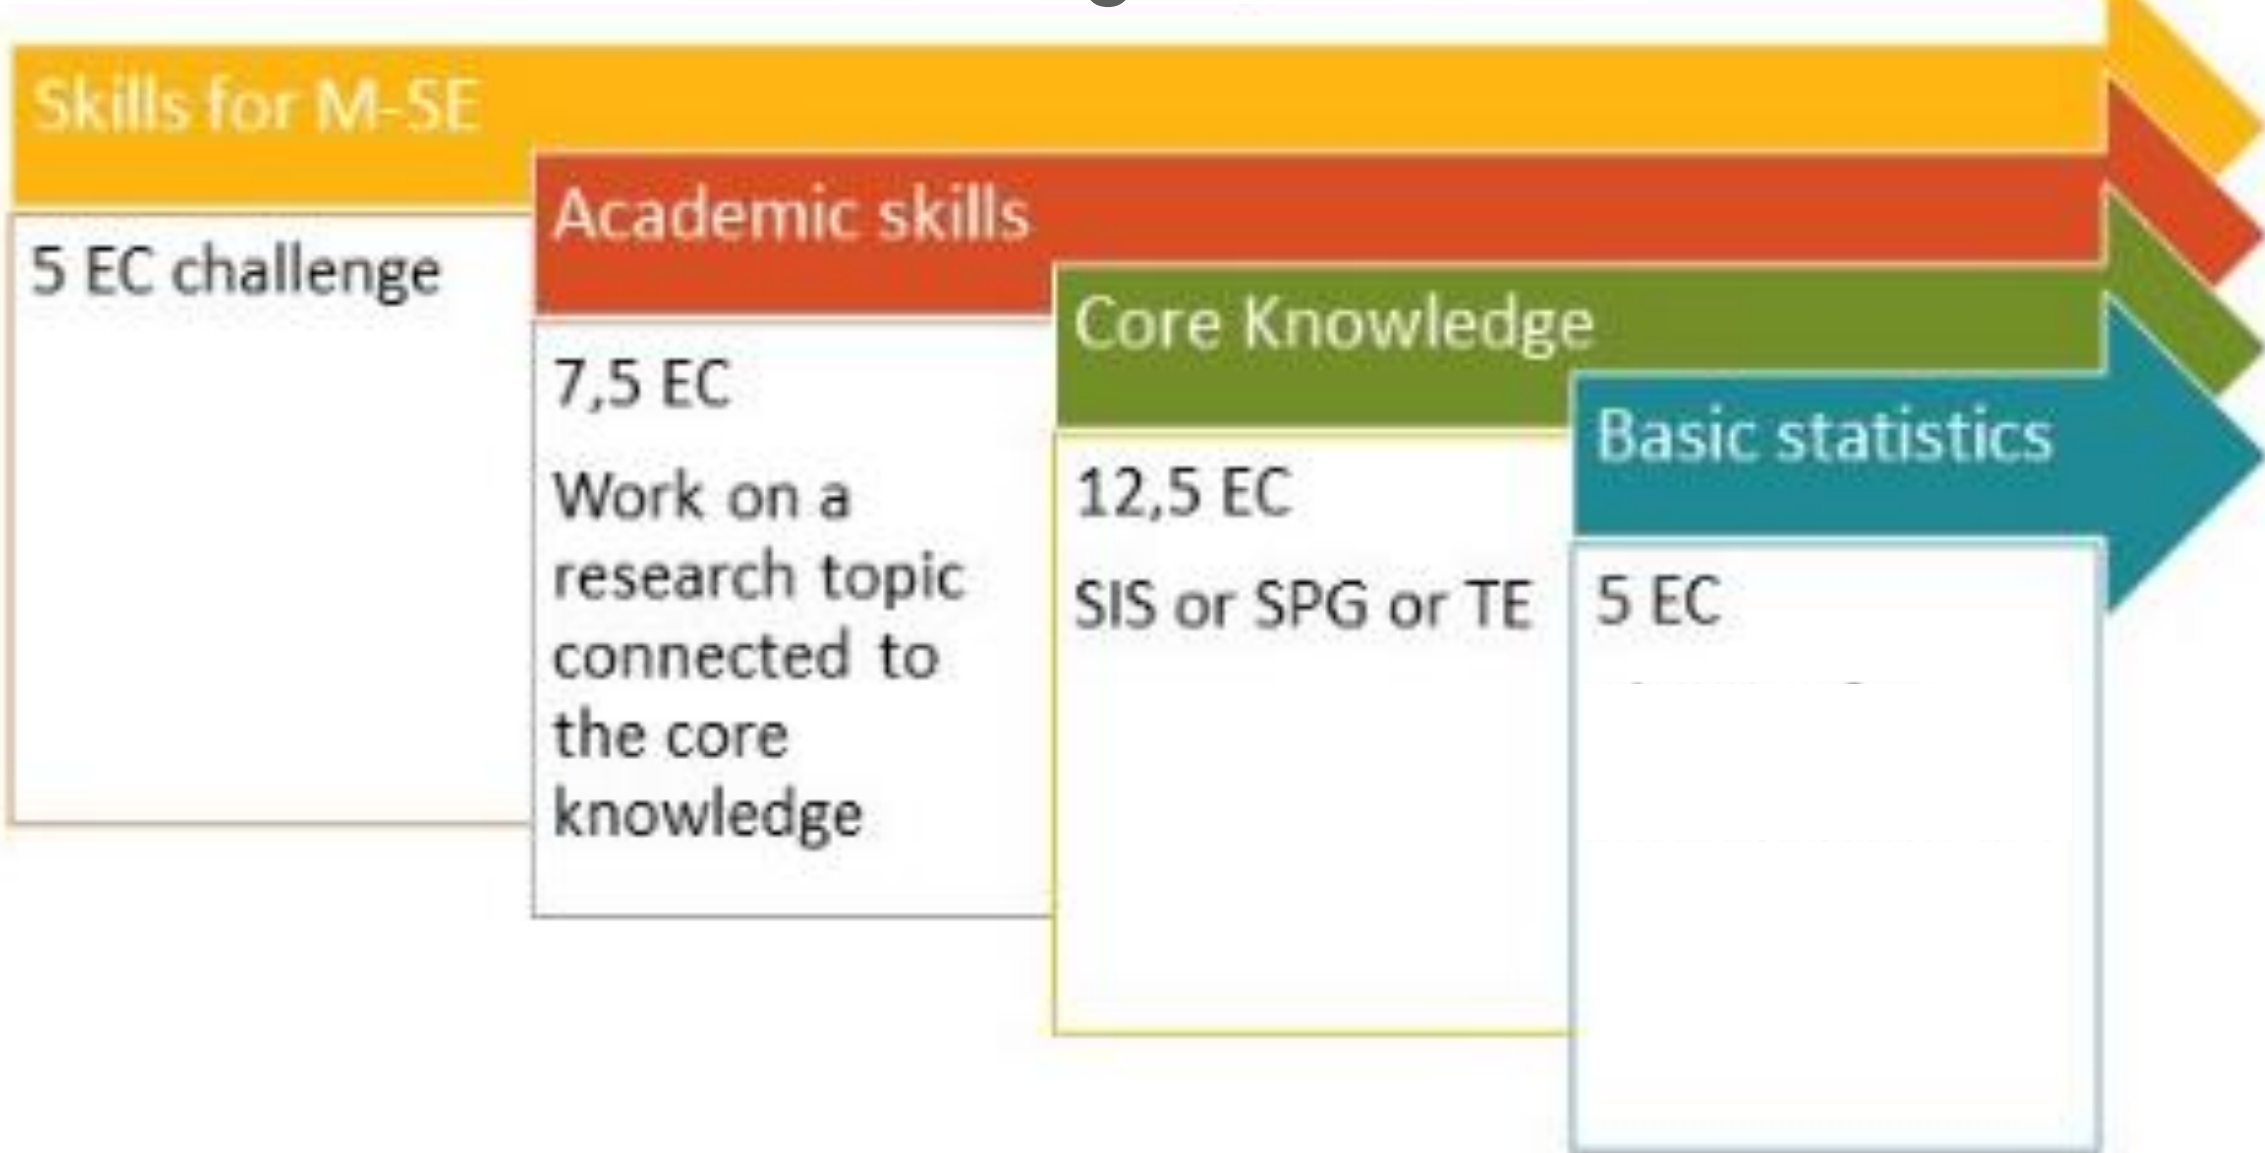 Skills for M-SE
5 EC challenge
Academic skills
7,5 EC
Work on a
research topic
connected to
the core
knowledge
Core Knowledge
12,5 EC
SIS or SPG or TE
Basic statistics
5 EC